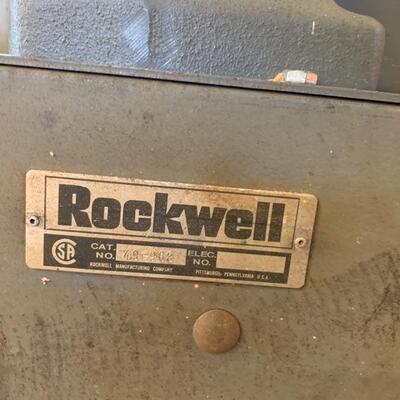 Rockwell
SA
CAT. NO. ELEC. NO.
ROCKWELL MANUFACTURING COMPANY PITTSBURGH, PENNSYLVANIA U.S.A.